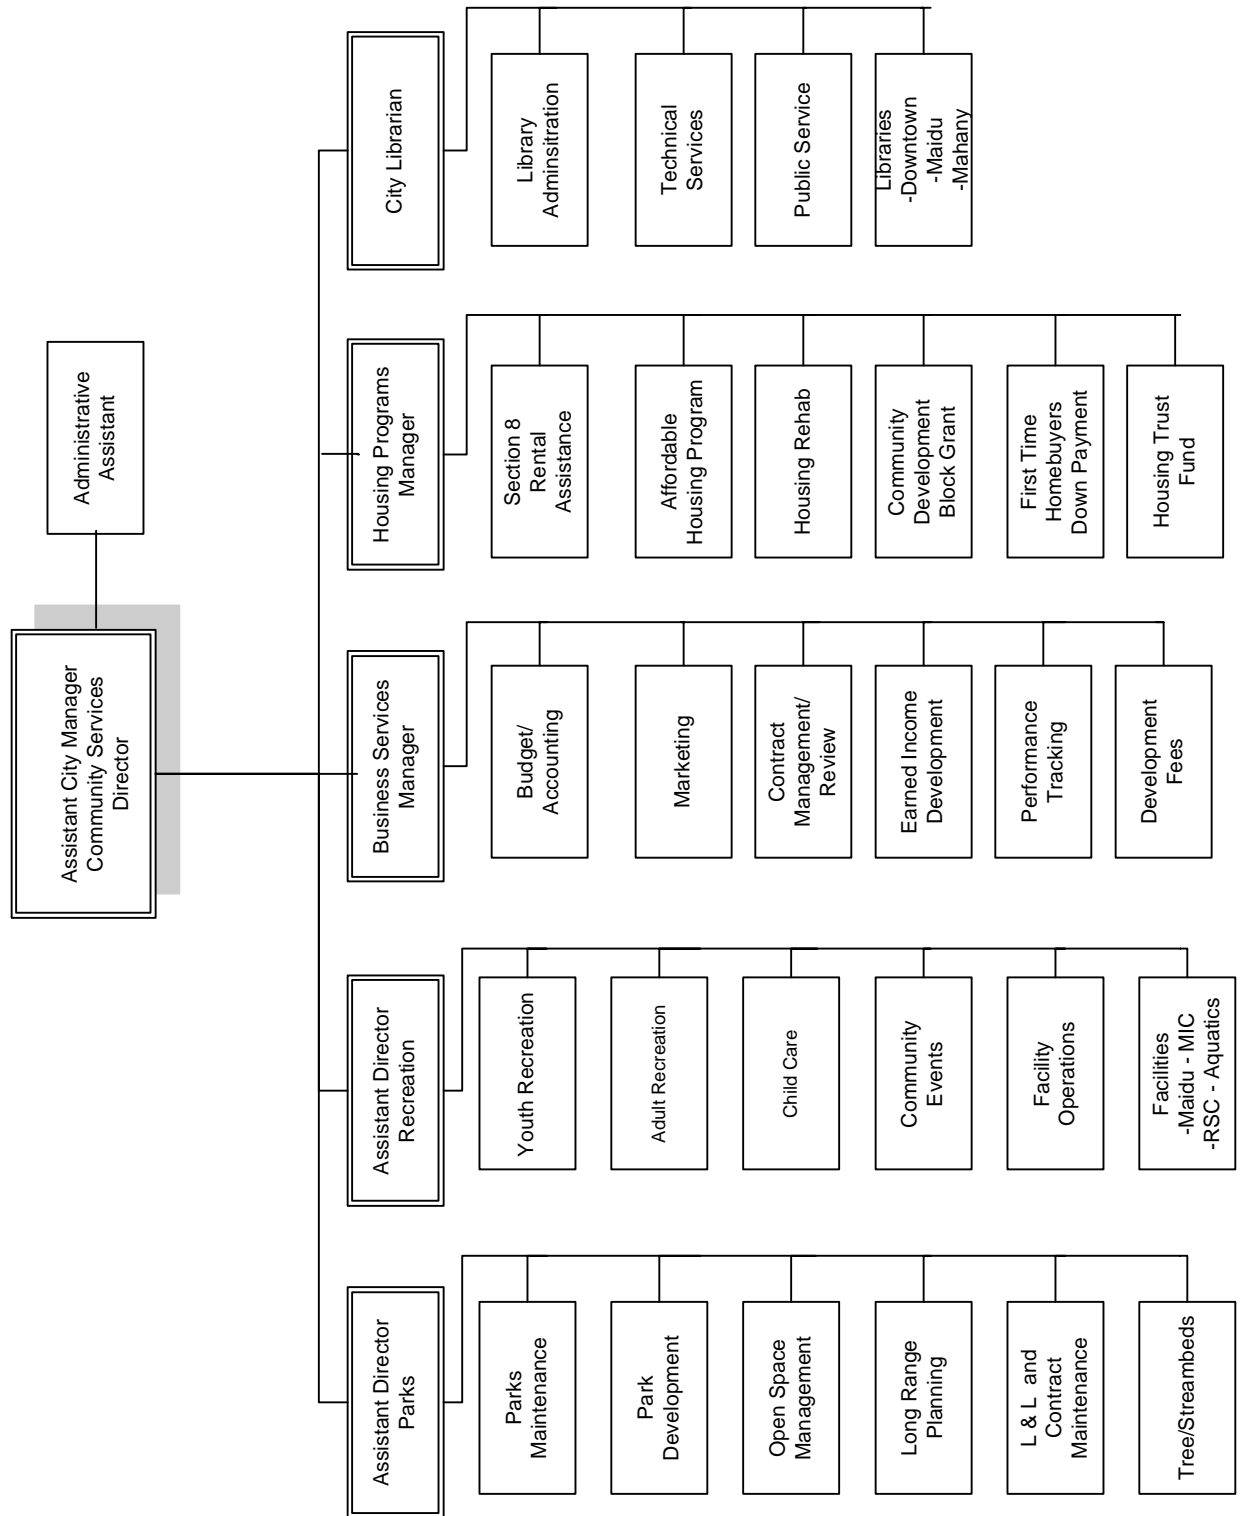 Assistant City Manager
Community Services
Director
Administrative
Assistant
Assistant Director
Parks
Parks
Maintenance
Park
Development
Open Space
Management
Long Range
Planning
L & L and
Contract
Maintenance
Tree/Streambeds
Assistant Director
Recreation
Youth Recreation
Adult Recreation
Child Care
Community
Events
Facility
Operations
Facilities
-Maidu - MIC
-RSC - Aquatics
Business Services
Manager
Budget/
Accounting
Marketing
Contract
Management/
Review
Earned Income
Development
Performance
Tracking
Development
Fees
Housing Programs
Manager
Section 8
Rental
Assistance
Affordable
Housing Program
Housing Rehab
Community
Development
Block Grant
First Time
Homebuyers
Down Payment
Housing Trust
Fund
City Librarian
Library
Adminsitration
Technical
Services
Public Service
Libraries
-Downtown
-Maidu
-Mahany